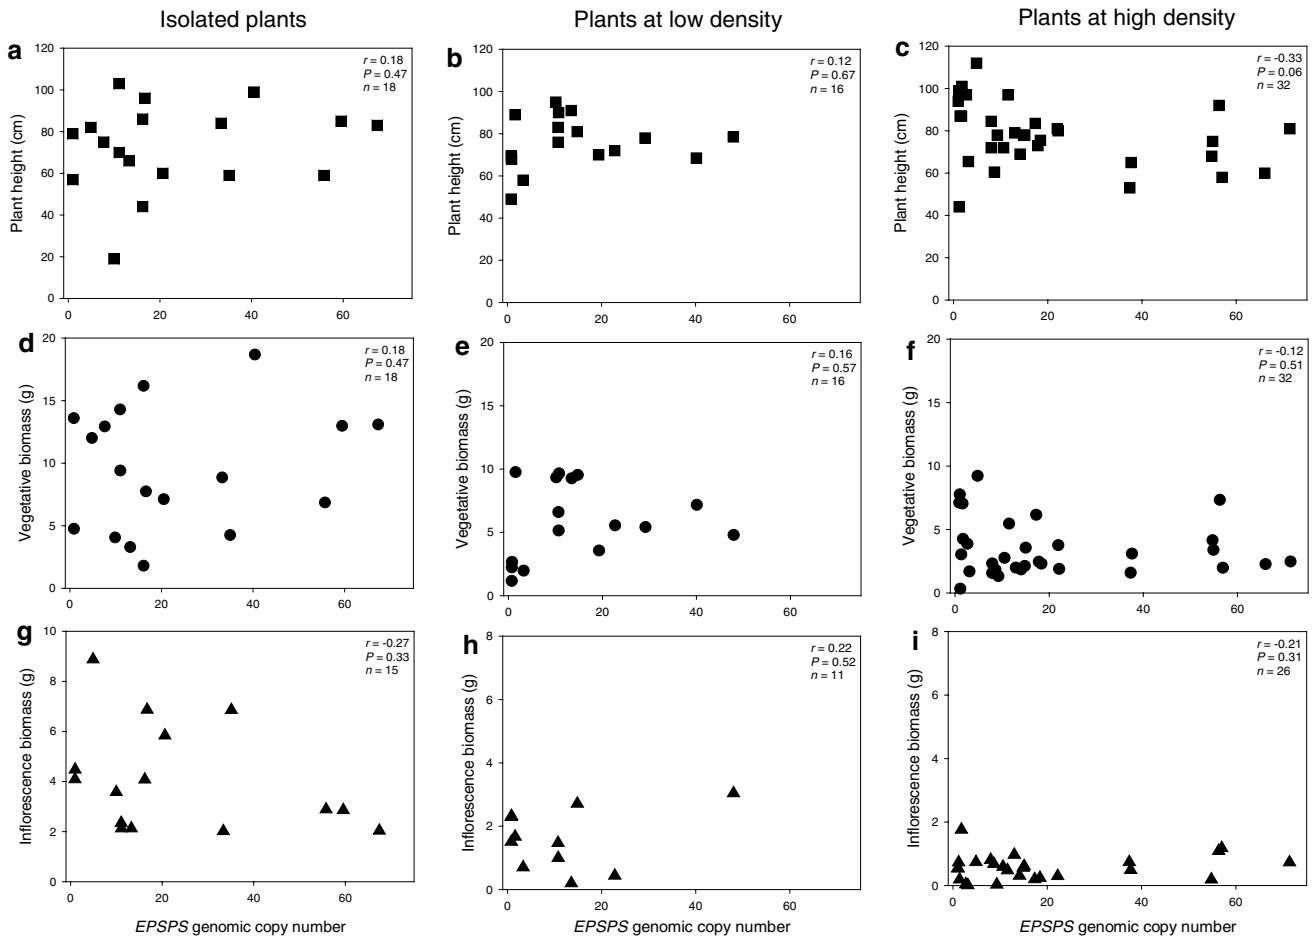 Isolated plants
Plants at low density
Plants at high density
a
120
100
80
60
40
20
0
0 20 40 60
Plant height (cm)
r = 0.18
P = 0.47
n = 18
b
120
100
80
60
40
20
0
0 20 40 60
Plant height (cm)
r = 0.12
P = 0.67
n = 16
c
120
100
80
60
40
20
0
0 20 40 60
Plant height (cm)
r = -0.33
P = 0.06
n = 32
d
20
15
10
5
0
0 20 40 60
Vegetative biomass (g)
r = 0.18
P = 0.47
n = 18
e
20
15
10
5
0
0 20 40 60
Vegetative biomass (g)
r = 0.16
P = 0.57
n = 16
f
20
15
10
5
0
0 20 40 60
Vegetative biomass (g)
r = -0.12
P = 0.51
n = 32
g
10
8
6
4
2
0
0 20 40 60
Inflorescence biomass (g)
r = -0.27
P = 0.33
n = 15
EPSPS genomic copy number
h
8
6
4
2
0
0 20 40 60
Inflorescence biomass (g)
r = 0.22
P = 0.52
n = 11
EPSPS genomic copy number
i
8
6
4
2
0
0 20 40 60
Inflorescence biomass (g)
r = -0.21
P = 0.31
n = 26
EPSPS genomic copy number